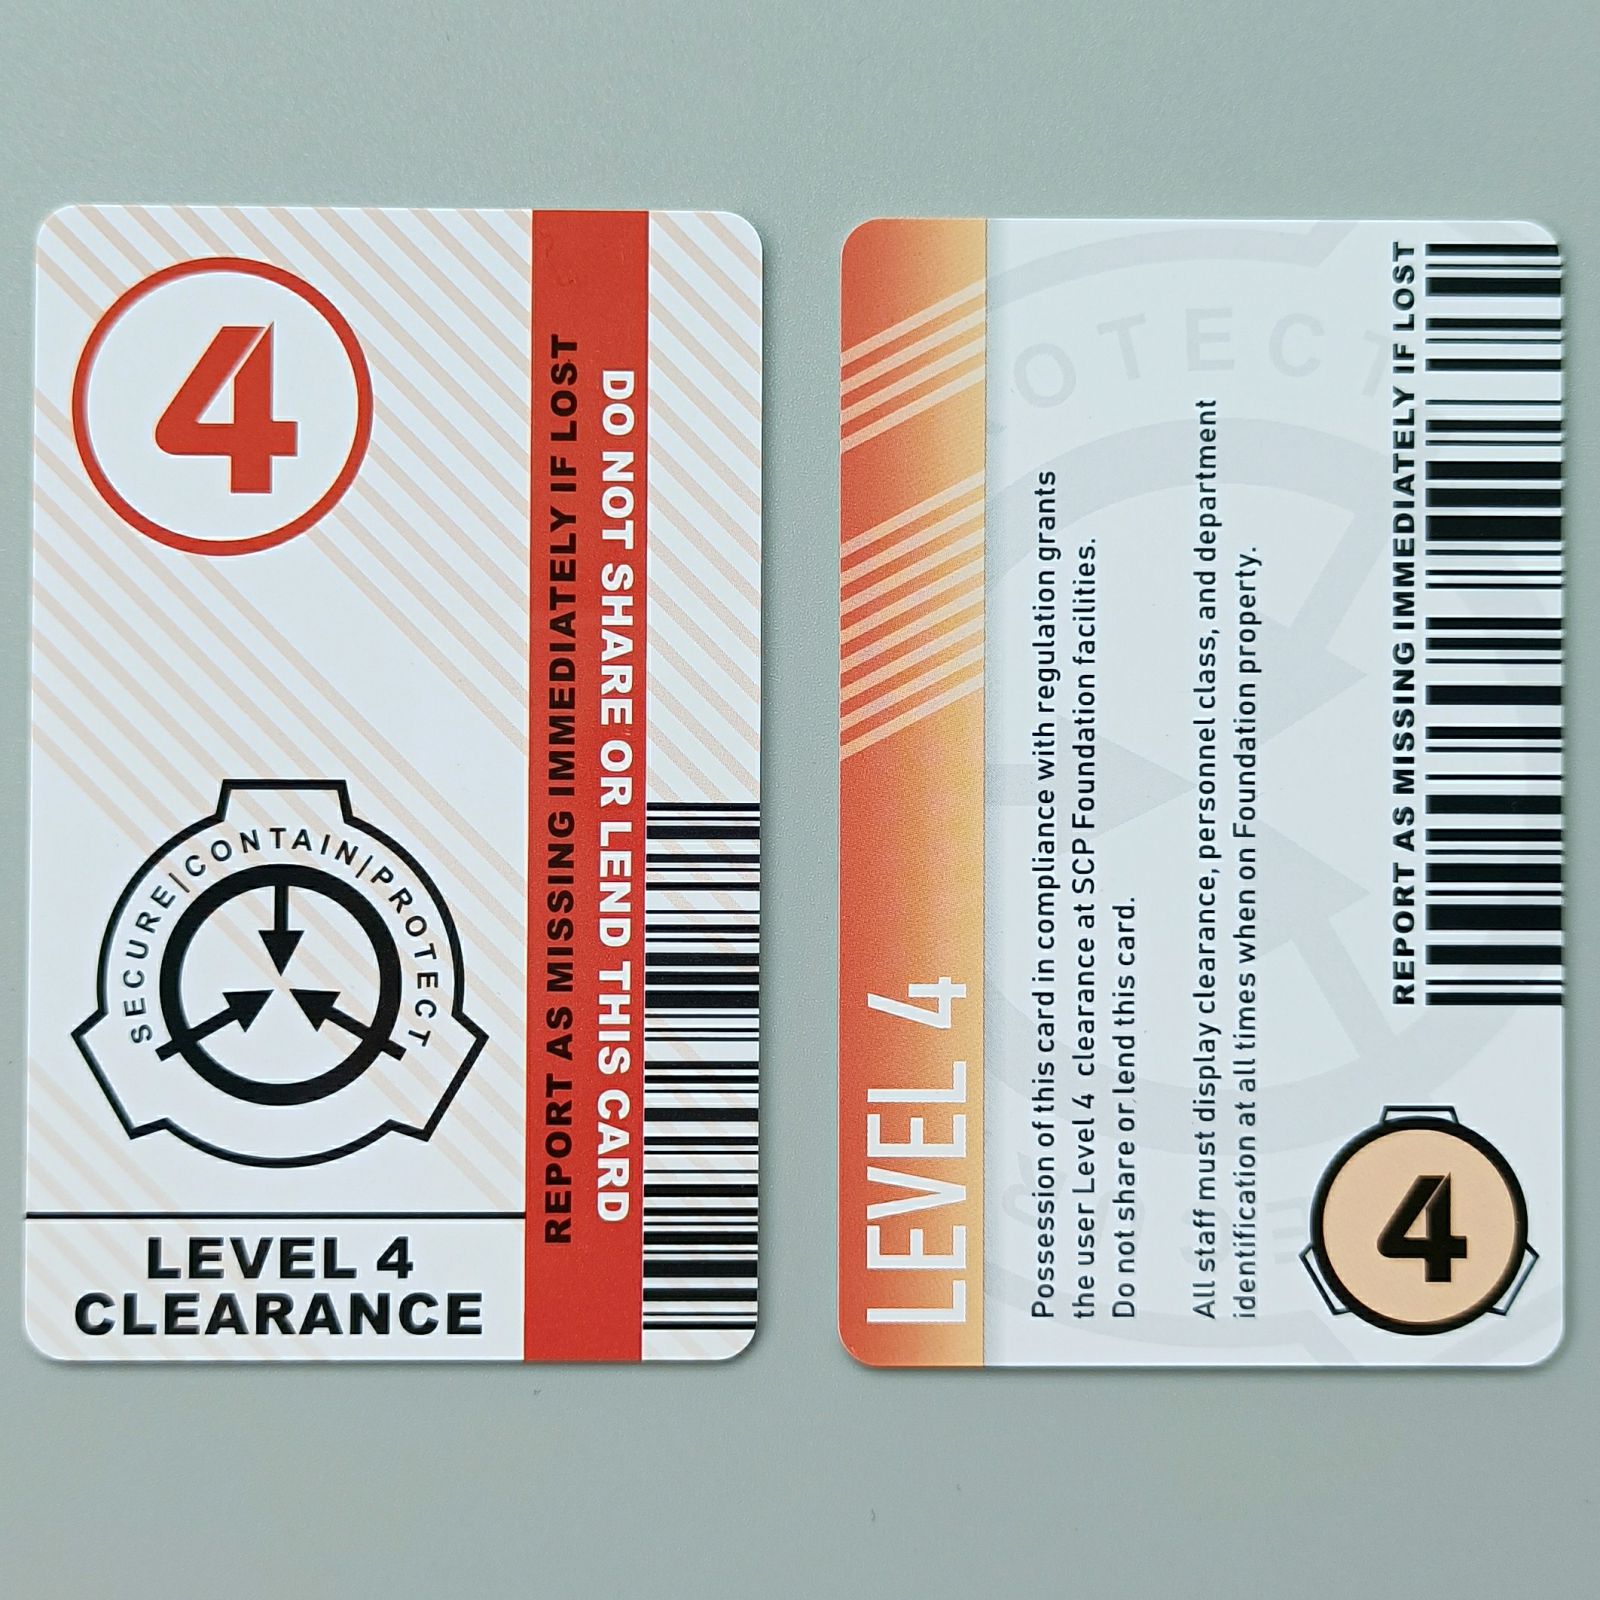 4
SECURE|CONTAIN|PROTECT
LEVEL 4
CLEARANCE
REPORT AS MISSING IMMEDIATELY IF LOST
DO NOT SHARE OR LEND THIS CARD
LEVEL 4
Possession of this card in compliance with regulation grants
the user Level 4 clearance at SCP Foundation facilities.
Do not share or lend this card.
All staff must display clearance, personnel class, and department
identification at all times when on Foundation property.
REPORT AS MISSING IMMEDIATELY IF LOST
4